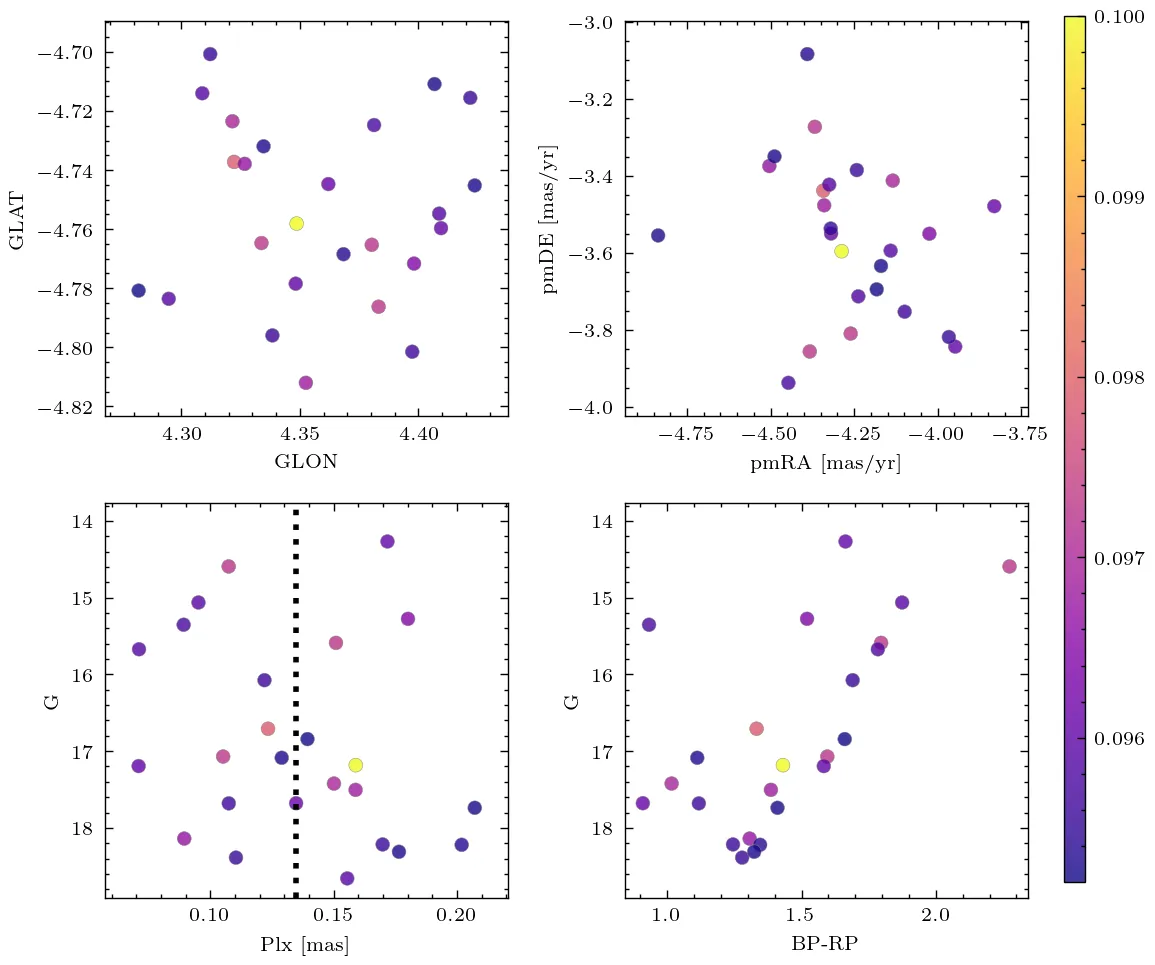 −4.70
−4.72
−4.74
−4.76
−4.78
−4.80
−4.82
GLAT
4.30 4.35 4.40
GLON
−3.0
−3.2
−3.4
−3.6
−3.8
−4.0
pmDE [mas/yr]
−4.75 −4.50 −4.25 −4.00 −3.75
pmRA [mas/yr]
14
15
16
17
18
G
0.10 0.15 0.20
Plx [mas]
14
15
16
17
18
G
1.0 1.5 2.0
BP-RP
0.100
0.099
0.098
0.097
0.096